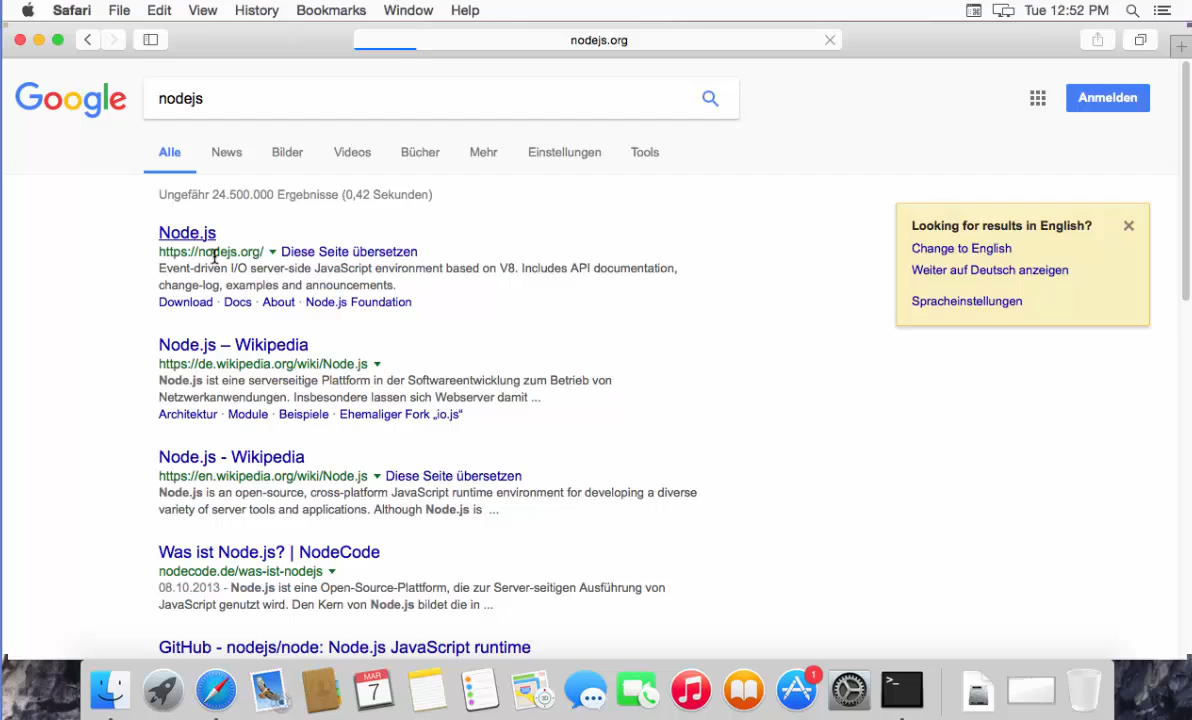 Safari File Edit View History Bookmarks Window Help Tue 12:52 PM
nodejs.org
Google nodejs Anmelden
Alle News Bilder Videos Bücher Mehr Einstellungen Tools
Ungefähr 24.500.000 Ergebnisse (0,42 Sekunden)
Node.js
https://nodejs.org/ Diese Seite übersetzen
Event-driven I/O server-side JavaScript environment based on V8. Includes API documentation,
change-log, examples and announcements.
Download · Docs · About · Node.js Foundation
Looking for results in English?
Change to English
Weiter auf Deutsch anzeigen
Spracheinstellungen
Node.js – Wikipedia
https://de.wikipedia.org/wiki/Node.js
Node.js ist eine serverseitige Plattform in der Softwareentwicklung zum Betrieb von
Netzwerkanwendungen. Insbesondere lassen sich Webserver damit ...
Architektur · Module · Beispiele · Ehemaliger Fork „io.js“
Node.js - Wikipedia
https://en.wikipedia.org/wiki/Node.js Diese Seite übersetzen
Node.js is an open-source, cross-platform JavaScript runtime environment for developing a diverse
variety of server tools and applications. Although Node.js is ...
Was ist Node.js? | NodeCode
nodecode.de/was-ist-nodejs
08.10.2013 - Node.js ist eine Open-Source-Plattform, die zur Server-seitigen Ausführung von
JavaScript genutzt wird. Den Kern von Node.js bildet die in ...
GitHub - nodejs/node: Node.js JavaScript runtime
MAR
7
1